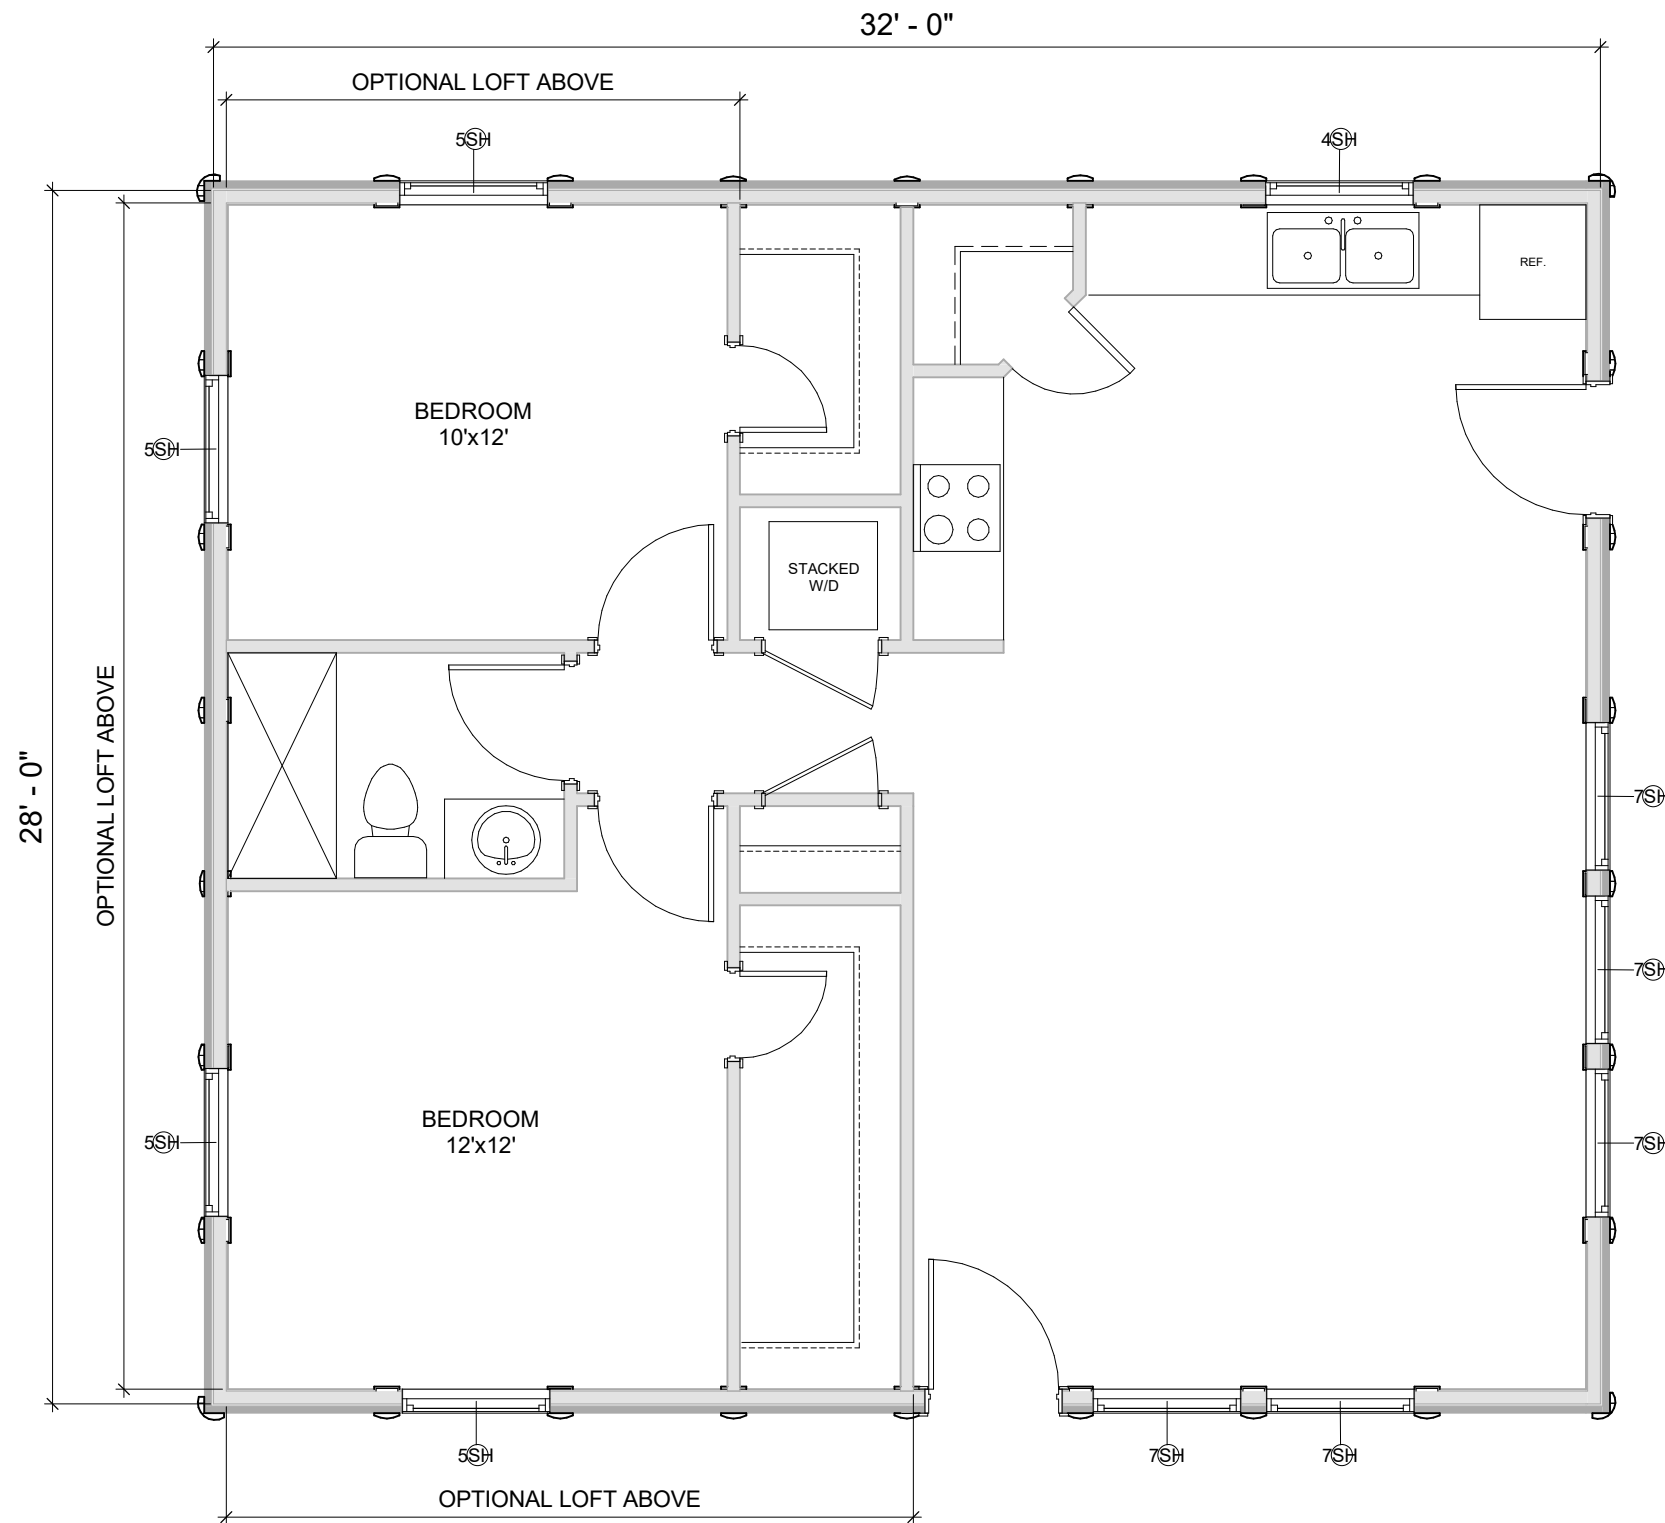 32' - 0"
OPTIONAL LOFT ABOVE
5SH
4SH
REF.
BEDROOM
10'x12'
5SH
STACKED
W/D
OPTIONAL LOFT ABOVE
28' - 0"
7SH
7SH
BEDROOM
12'x12'
5SH
7SH
5SH
7SH
7SH
OPTIONAL LOFT ABOVE